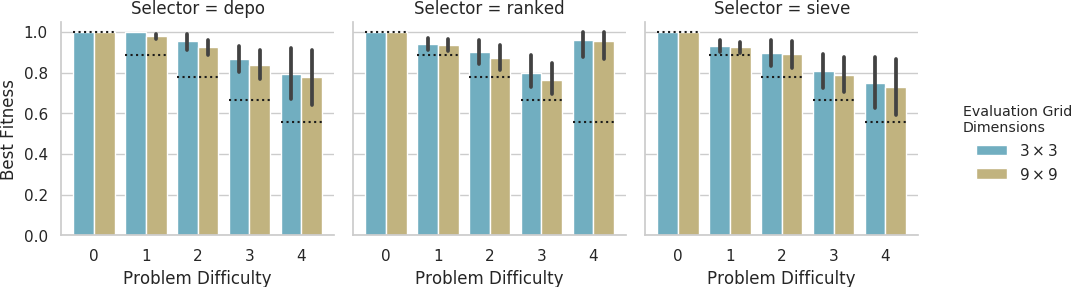 Selector = depo
Selector = ranked
Selector = sieve
Best Fitness
1.0
0.8
0.6
0.4
0.2
0.0
0 1 2 3 4
0 1 2 3 4
0 1 2 3 4
Problem Difficulty
Problem Difficulty
Problem Difficulty
Evaluation Grid
Dimensions
3 × 3
9 × 9